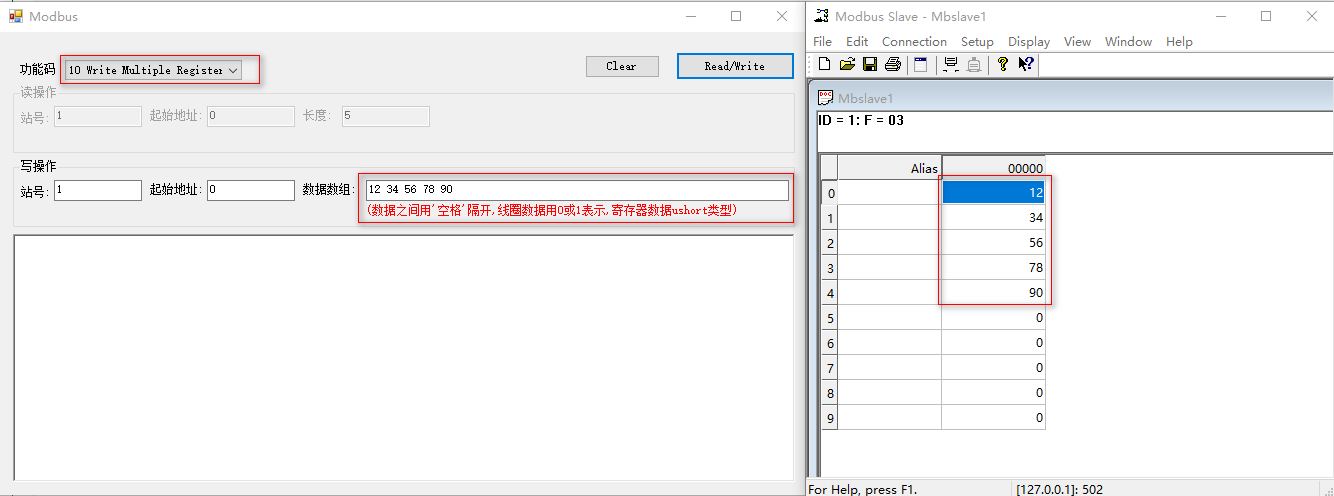 Modbus
功能码 10 Write Multiple Register Clear Read/Write
读操作
站号: 1 起始地址: 0 长度: 5
写操作
站号: 1 起始地址: 0 数据数组: 12 34 56 78 90
(数据之间用'空格'隔开,线圈数据用0或1表示,寄存器数据ushort类型)
Modbus Slave - Mbslave1
File Edit Connection Setup Display View Window Help
Mbslave1
ID = 1: F = 03
Alias 00000
0 12
1 34
2 56
3 78
4 90
5 0
6 0
7 0
8 0
9 0
For Help, press F1. [127.0.0.1]: 502